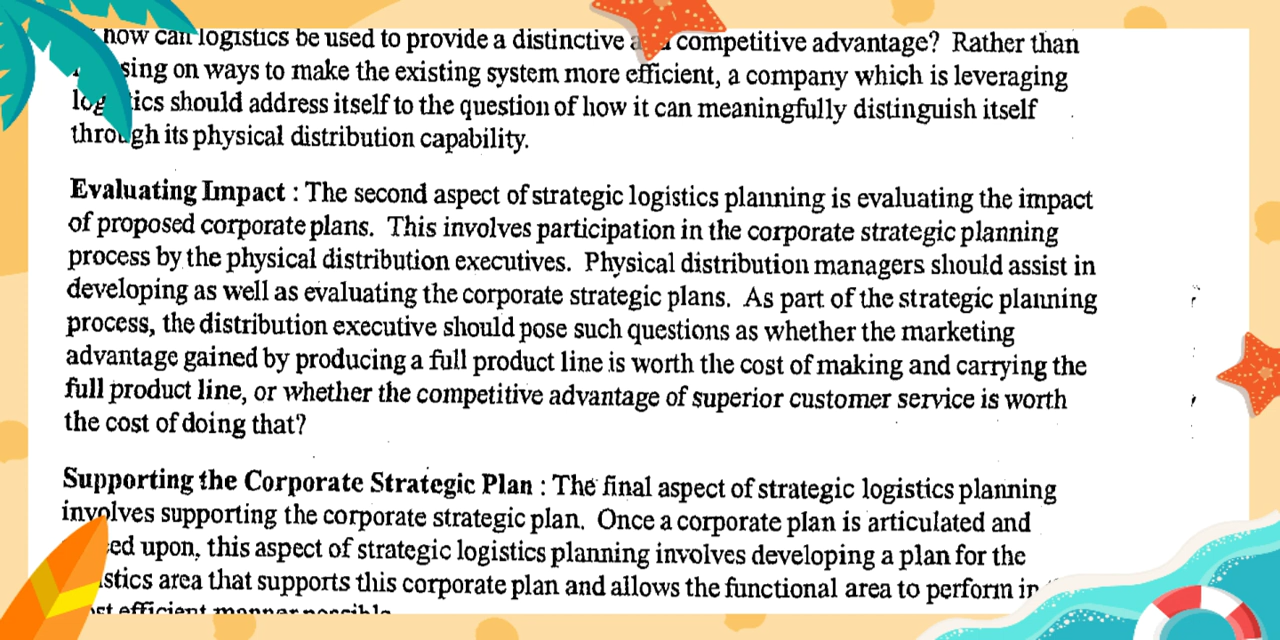 now can logistics be used to provide a distinctive competitive advantage? Rather than
on ways to make the existing system more efficient, a company which is leveraging
should address itself to the question of how it can meaningfully distinguish itself
through its physical distribution capability.
Evaluating Impact : The second aspect of strategic logistics planning is evaluating the impact
of proposed corporate plans. This involves participation in the corporate strategic planning
process by the physical distribution executives. Physical distribution managers should assist in
developing as well as evaluating the corporate strategic plans. As part of the strategic planning
process, the distribution executive should pose such questions as whether the marketing
advantage gained by producing a full product line is worth the cost of making and carrying the
full product line, or whether the competitive advantage of superior customer service is worth
the cost of doing that?
Supporting the Corporate Strategic Plan : The final aspect of strategic logistics planning
involves supporting the corporate strategic plan. Once a corporate plan is articulated and
upon, this aspect of strategic logistics planning involves developing a plan for the
area that supports this corporate plan and allows the functional area to perform in
efficient manner possible